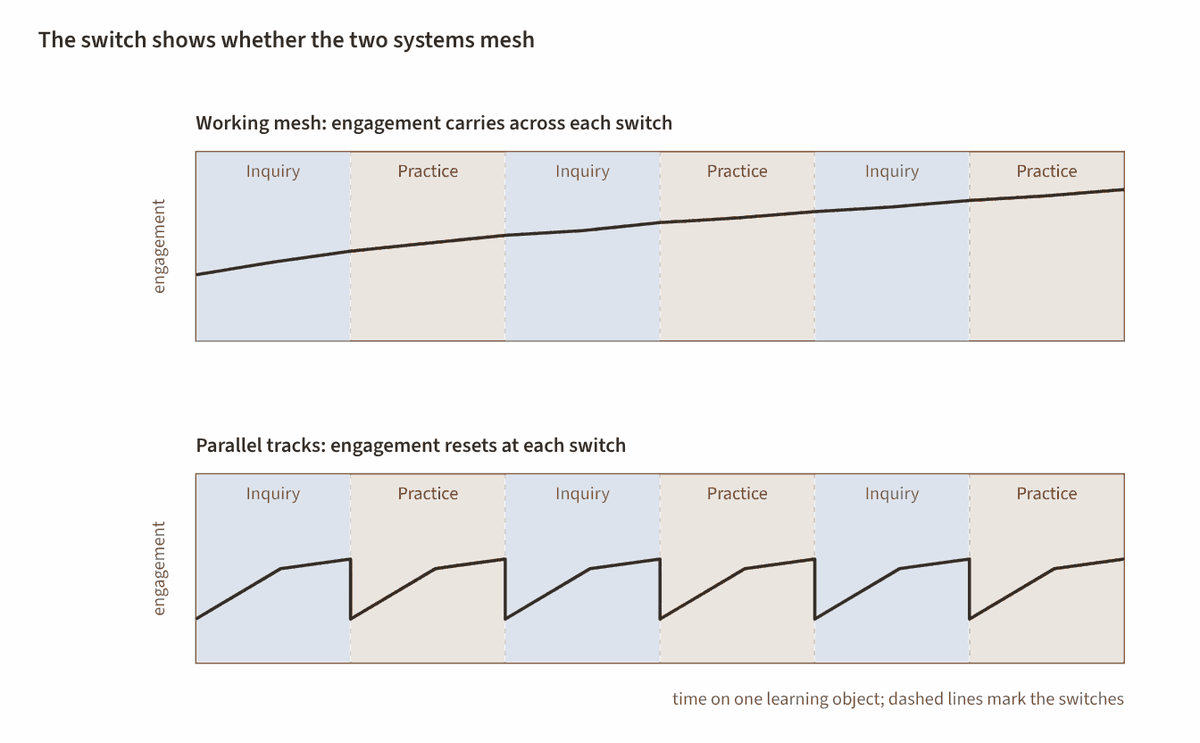 The switch shows whether the two systems mesh
Working mesh: engagement carries across each switch
Inquiry Practice Inquiry Practice Inquiry Practice
engagement
Parallel tracks: engagement resets at each switch
Inquiry Practice Inquiry Practice Inquiry Practice
engagement
time on one learning object; dashed lines mark the switches